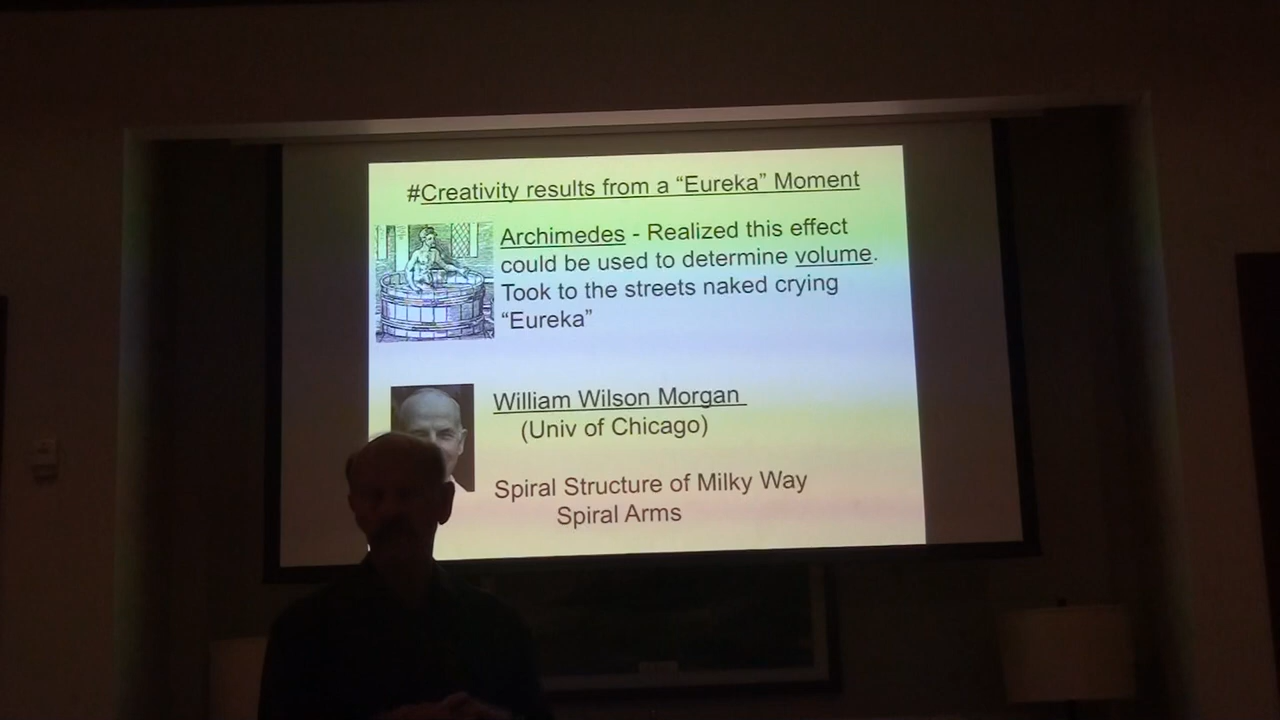 #Creativity results from a “Eureka” Moment
Archimedes - Realized this effect
could be used to determine volume.
Took to the streets naked crying
“Eureka”
William Wilson Morgan
(Univ of Chicago)
Spiral Structure of Milky Way
Spiral Arms